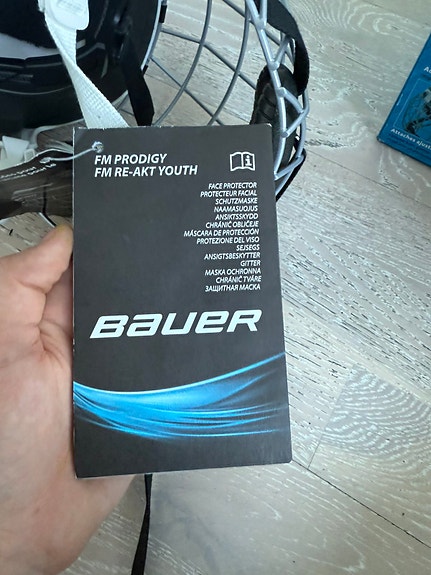 FM PRODIGY
FM RE-AKT YOUTH
FACE PROTECTOR
PROTECTEUR FACIAL
SCHUTZMASKE
NAAMASUOJUS
ANSIKTSSKYDD
CHRÁNIČ OBLIČEJE
MÁSCARA DE PROTECCIÓN
PROTEZIONE DEL VISO
SEJSEGS
ANSIGTSBESKYTTER
GITTER
MASKA OCHRONNA
CHRÁNIČ TVÁRE
ЗАЩИТНАЯ МАСКА
BAUER